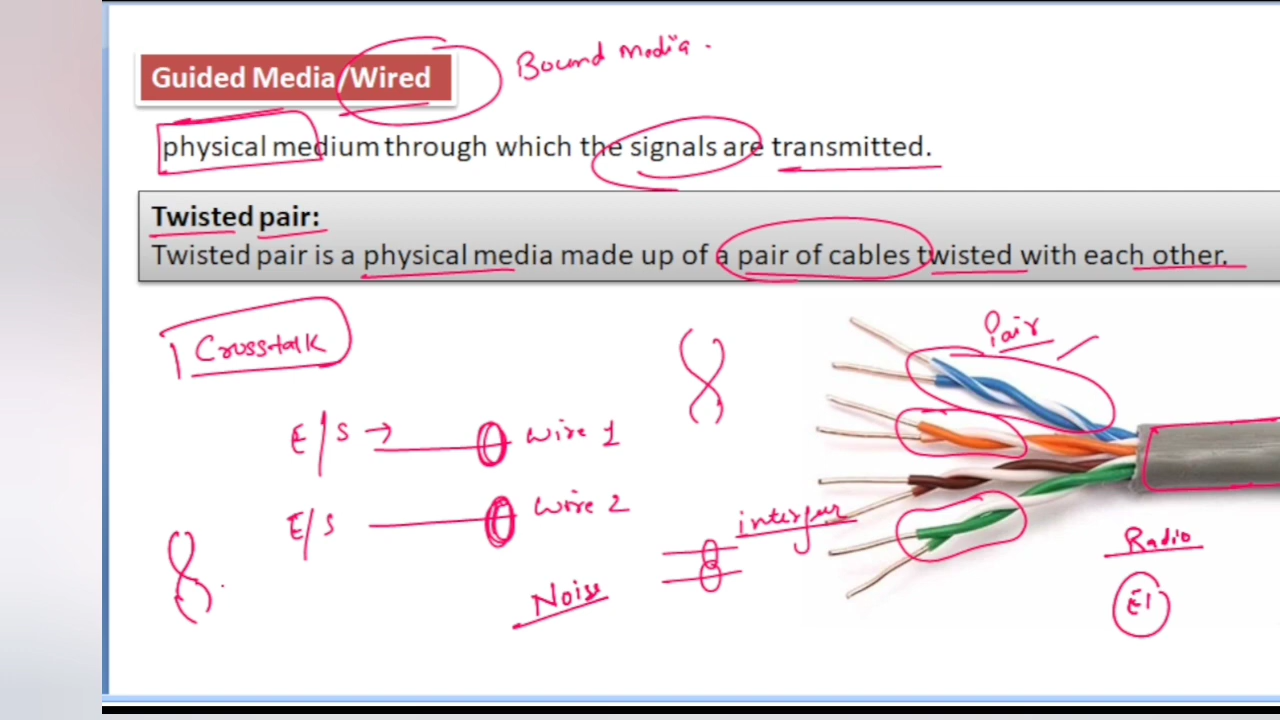 Guided Media/Wired
Bound media.
physical medium through which the signals are transmitted.
Twisted pair:
Twisted pair is a physical media made up of a pair of cables twisted with each other.
Crosstalk
Pair
E/S → wire 1
E/S wire 2
interfer
Noise
Radio
EI